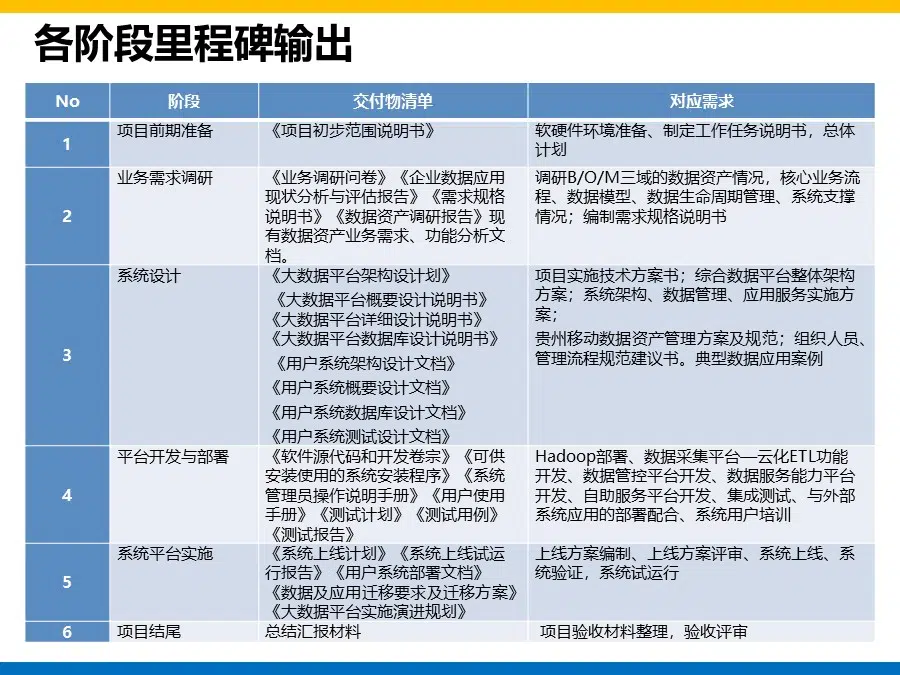 各阶段里程碑输出
No
阶段
交付物清单
对应需求
1
项目前期准备
《项目初步范围说明书》
软硬件环境准备、制定工作任务说明书，总体
计划
2
业务需求调研
《业务调研问卷》《企业数据应用
现状分析与评估报告》《需求规格
说明书》《数据资产调研报告》现
有数据资产业务需求、功能分析文
档。
调研B/O/M三域的数据资产情况，核心业务流
程、数据模型、数据生命周期管理、系统支撑
情况；编制需求规格说明书
3
系统设计
《大数据平台架构设计划》
《大数据平台概要设计说明书》
《大数据平台详细设计说明书》
《大数据平台数据库设计说明书》
《用户系统架构设计文档》
《用户系统概要设计文档》
《用户系统数据库设计文档》
《用户系统测试设计文档》
项目实施技术方案书；综合数据平台整体架构
方案；系统架构、数据管理、应用服务实施方
案；
贵州移动数据资产管理方案及规范；组织人员、
管理流程规范建议书。典型数据应用案例
4
平台开发与部署
《软件源代码和开发卷宗》《可供
安装使用的系统安装程序》《系统
管理员操作说明手册》《用户使用
手册》《测试计划》《测试用例》
《测试报告》
Hadoop部署、数据采集平台—云化ETL功能
开发、数据管控平台开发、数据服务能力平台
开发、自助服务平台开发、集成测试、与外部
系统应用的部署配合、系统用户培训
5
系统平台实施
《系统上线计划》《系统上线试运
行报告》《用户系统部署文档》
《数据及应用迁移要求及迁移方案》
《大数据平台实施演进规划》
上线方案编制、上线方案评审、系统上线、系
统验证，系统试运行
6
项目结尾
总结汇报材料
项目验收材料整理，验收评审